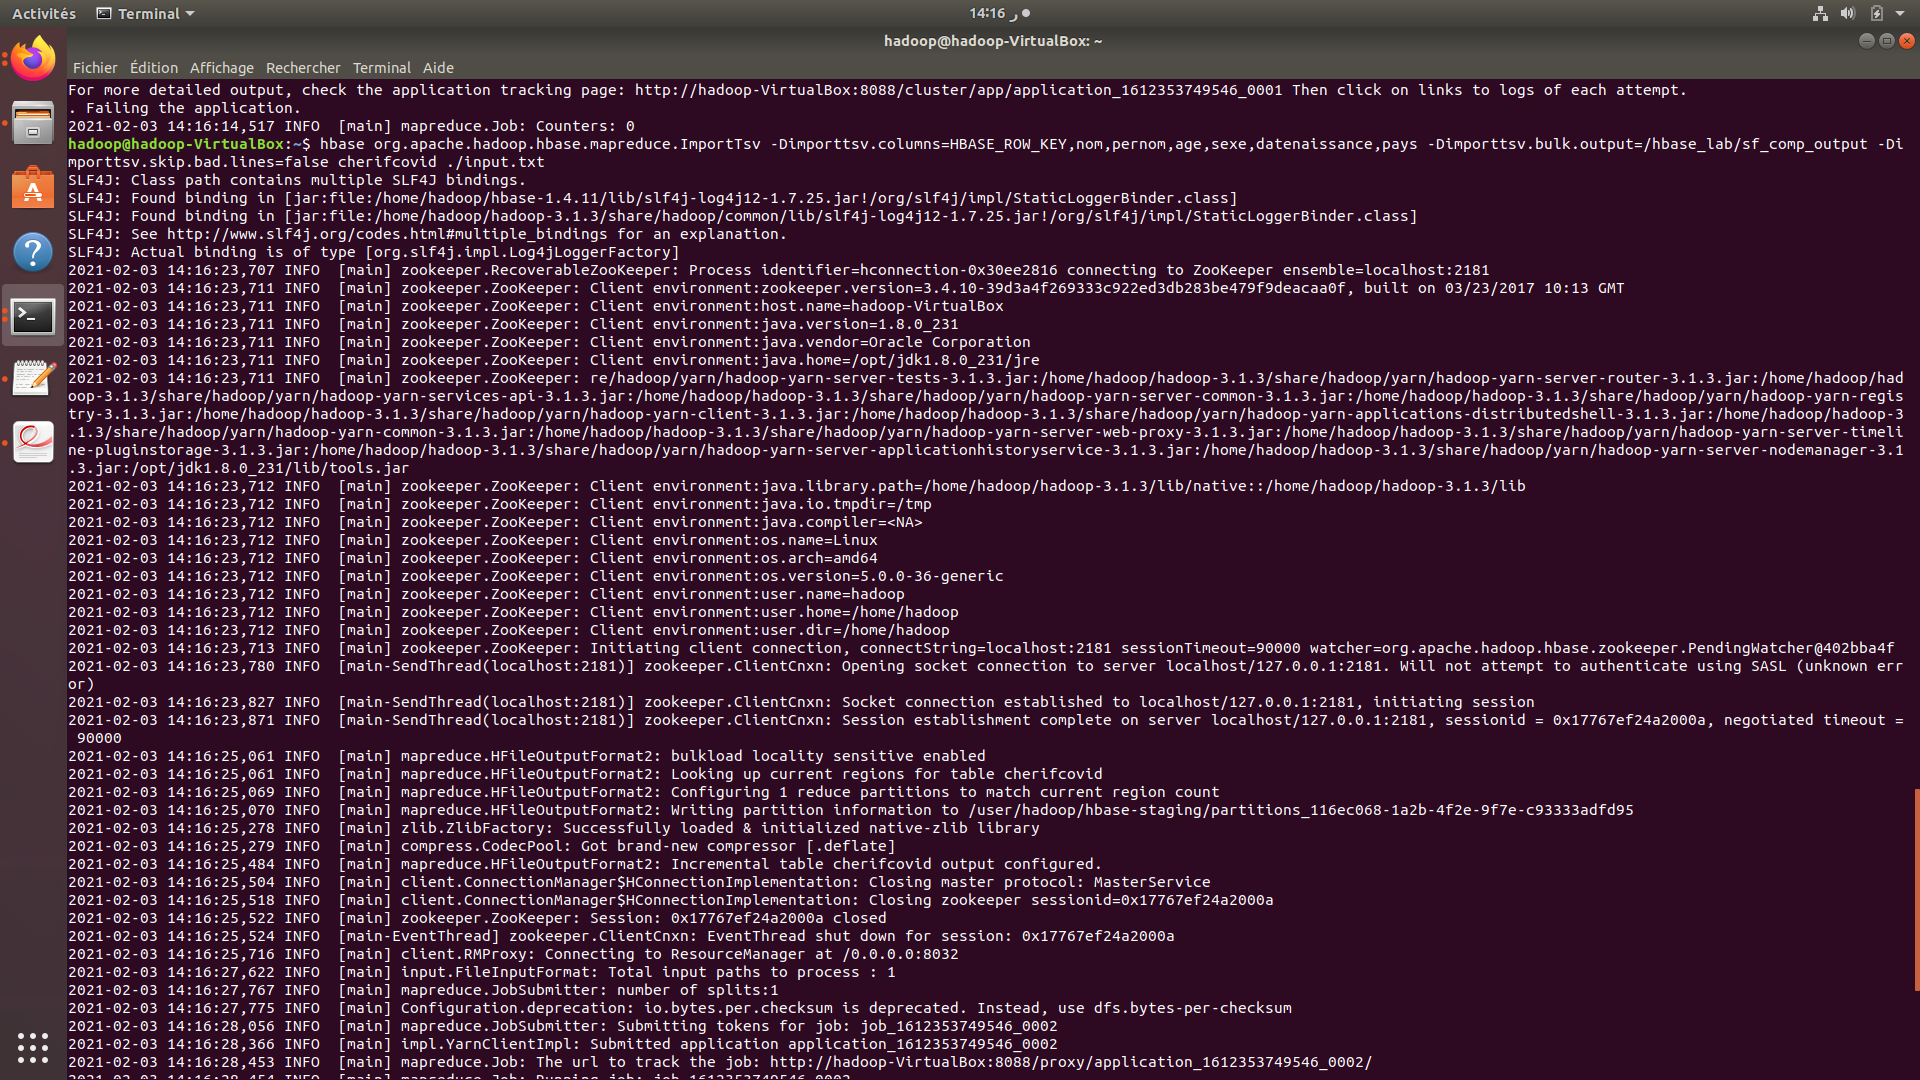 Activités
Terminal
14:16 ر
hadoop@hadoop-VirtualBox: ~
Fichier Édition Affichage Rechercher Terminal Aide
For more detailed output, check the application tracking page: http://hadoop-VirtualBox:8088/cluster/app/application_1612353749546_0001 Then click on links to logs of each attempt.
. Failing the application.
2021-02-03 14:16:14,517 INFO  [main] mapreduce.Job: Counters: 0
hadoop@hadoop-VirtualBox:~$ hbase org.apache.hadoop.hbase.mapreduce.ImportTsv -Dimporttsv.columns=HBASE_ROW_KEY,nom,pernom,age,sexe,datenaissance,pays -Dimporttsv.bulk.output=/hbase_lab/sf_comp_output -Di
mporttsv.skip.bad.lines=false cherifcovid ./input.txt
SLF4J: Class path contains multiple SLF4J bindings.
SLF4J: Found binding in [jar:file:/home/hadoop/hbase-1.4.11/lib/slf4j-log4j12-1.7.25.jar!/org/slf4j/impl/StaticLoggerBinder.class]
SLF4J: Found binding in [jar:file:/home/hadoop/hadoop-3.1.3/share/hadoop/common/lib/slf4j-log4j12-1.7.25.jar!/org/slf4j/impl/StaticLoggerBinder.class]
SLF4J: See http://www.slf4j.org/codes.html#multiple_bindings for an explanation.
SLF4J: Actual binding is of type [org.slf4j.impl.Log4jLoggerFactory]
2021-02-03 14:16:23,707 INFO  [main] zookeeper.RecoverableZooKeeper: Process identifier=hconnection-0x30ee2816 connecting to ZooKeeper ensemble=localhost:2181
2021-02-03 14:16:23,711 INFO  [main] zookeeper.ZooKeeper: Client environment:zookeeper.version=3.4.10-39d3a4f269333c922ed3db283be479f9deacaa0f, built on 03/23/2017 10:13 GMT
2021-02-03 14:16:23,711 INFO  [main] zookeeper.ZooKeeper: Client environment:host.name=hadoop-VirtualBox
2021-02-03 14:16:23,711 INFO  [main] zookeeper.ZooKeeper: Client environment:java.version=1.8.0_231
2021-02-03 14:16:23,711 INFO  [main] zookeeper.ZooKeeper: Client environment:java.vendor=Oracle Corporation
2021-02-03 14:16:23,711 INFO  [main] zookeeper.ZooKeeper: Client environment:java.home=/opt/jdk1.8.0_231/jre
2021-02-03 14:16:23,711 INFO  [main] zookeeper.ZooKeeper: re/hadoop/yarn/hadoop-yarn-server-tests-3.1.3.jar:/home/hadoop/hadoop-3.1.3/share/hadoop/yarn/hadoop-yarn-server-router-3.1.3.jar:/home/hadoop/had
oop-3.1.3/share/hadoop/yarn/hadoop-yarn-services-api-3.1.3.jar:/home/hadoop/hadoop-3.1.3/share/hadoop/yarn/hadoop-yarn-server-common-3.1.3.jar:/home/hadoop/hadoop-3.1.3/share/hadoop/yarn/hadoop-yarn-regis
try-3.1.3.jar:/home/hadoop/hadoop-3.1.3/share/hadoop/yarn/hadoop-yarn-client-3.1.3.jar:/home/hadoop/hadoop-3.1.3/share/hadoop/yarn/hadoop-yarn-applications-distributedshell-3.1.3.jar:/home/hadoop/hadoop-3
.1.3/share/hadoop/yarn/hadoop-yarn-common-3.1.3.jar:/home/hadoop/hadoop-3.1.3/share/hadoop/yarn/hadoop-yarn-server-web-proxy-3.1.3.jar:/home/hadoop/hadoop-3.1.3/share/hadoop/yarn/hadoop-yarn-server-timeli
ne-pluginstorage-3.1.3.jar:/home/hadoop/hadoop-3.1.3/share/hadoop/yarn/hadoop-yarn-server-applicationhistoryservice-3.1.3.jar:/home/hadoop/hadoop-3.1.3/share/hadoop/yarn/hadoop-yarn-server-nodemanager-3.1
.3.jar:/opt/jdk1.8.0_231/lib/tools.jar
2021-02-03 14:16:23,712 INFO  [main] zookeeper.ZooKeeper: Client environment:java.library.path=/home/hadoop/hadoop-3.1.3/lib/native::/home/hadoop/hadoop-3.1.3/lib
2021-02-03 14:16:23,712 INFO  [main] zookeeper.ZooKeeper: Client environment:java.io.tmpdir=/tmp
2021-02-03 14:16:23,712 INFO  [main] zookeeper.ZooKeeper: Client environment:java.compiler=<NA>
2021-02-03 14:16:23,712 INFO  [main] zookeeper.ZooKeeper: Client environment:os.name=Linux
2021-02-03 14:16:23,712 INFO  [main] zookeeper.ZooKeeper: Client environment:os.arch=amd64
2021-02-03 14:16:23,712 INFO  [main] zookeeper.ZooKeeper: Client environment:os.version=5.0.0-36-generic
2021-02-03 14:16:23,712 INFO  [main] zookeeper.ZooKeeper: Client environment:user.name=hadoop
2021-02-03 14:16:23,712 INFO  [main] zookeeper.ZooKeeper: Client environment:user.home=/home/hadoop
2021-02-03 14:16:23,712 INFO  [main] zookeeper.ZooKeeper: Client environment:user.dir=/home/hadoop
2021-02-03 14:16:23,713 INFO  [main] zookeeper.ZooKeeper: Initiating client connection, connectString=localhost:2181 sessionTimeout=90000 watcher=org.apache.hadoop.hbase.zookeeper.PendingWatcher@402bba4f
2021-02-03 14:16:23,780 INFO  [main-SendThread(localhost:2181)] zookeeper.ClientCnxn: Opening socket connection to server localhost/127.0.0.1:2181. Will not attempt to authenticate using SASL (unknown err
or)
2021-02-03 14:16:23,827 INFO  [main-SendThread(localhost:2181)] zookeeper.ClientCnxn: Socket connection established to localhost/127.0.0.1:2181, initiating session
2021-02-03 14:16:23,871 INFO  [main-SendThread(localhost:2181)] zookeeper.ClientCnxn: Session establishment complete on server localhost/127.0.0.1:2181, sessionid = 0x17767ef24a2000a, negotiated timeout =
 90000
2021-02-03 14:16:25,061 INFO  [main] mapreduce.HFileOutputFormat2: bulkload locality sensitive enabled
2021-02-03 14:16:25,061 INFO  [main] mapreduce.HFileOutputFormat2: Looking up current regions for table cherifcovid
2021-02-03 14:16:25,069 INFO  [main] mapreduce.HFileOutputFormat2: Configuring 1 reduce partitions to match current region count
2021-02-03 14:16:25,070 INFO  [main] mapreduce.HFileOutputFormat2: Writing partition information to /user/hadoop/hbase-staging/partitions_116ec068-1a2b-4f2e-9f7e-c93333adfd95
2021-02-03 14:16:25,278 INFO  [main] zlib.ZlibFactory: Successfully loaded & initialized native-zlib library
2021-02-03 14:16:25,279 INFO  [main] compress.CodecPool: Got brand-new compressor [.deflate]
2021-02-03 14:16:25,484 INFO  [main] mapreduce.HFileOutputFormat2: Incremental table cherifcovid output configured.
2021-02-03 14:16:25,504 INFO  [main] client.ConnectionManager$HConnectionImplementation: Closing master protocol: MasterService
2021-02-03 14:16:25,518 INFO  [main] client.ConnectionManager$HConnectionImplementation: Closing zookeeper sessionid=0x17767ef24a2000a
2021-02-03 14:16:25,522 INFO  [main] zookeeper.ZooKeeper: Session: 0x17767ef24a2000a closed
2021-02-03 14:16:25,524 INFO  [main-EventThread] zookeeper.ClientCnxn: EventThread shut down for session: 0x17767ef24a2000a
2021-02-03 14:16:25,716 INFO  [main] client.RMProxy: Connecting to ResourceManager at /0.0.0.0:8032
2021-02-03 14:16:27,622 INFO  [main] input.FileInputFormat: Total input paths to process : 1
2021-02-03 14:16:27,767 INFO  [main] mapreduce.JobSubmitter: number of splits:1
2021-02-03 14:16:27,775 INFO  [main] Configuration.deprecation: io.bytes.per.checksum is deprecated. Instead, use dfs.bytes-per-checksum
2021-02-03 14:16:28,056 INFO  [main] mapreduce.JobSubmitter: Submitting tokens for job: job_1612353749546_0002
2021-02-03 14:16:28,366 INFO  [main] impl.YarnClientImpl: Submitted application application_1612353749546_0002
2021-02-03 14:16:28,453 INFO  [main] mapreduce.Job: The url to track the job: http://hadoop-VirtualBox:8088/proxy/application_1612353749546_0002/
2021-02-03 14:16:28,454 INFO  [main] mapreduce.Job: Running job: job_1612353749546_0002